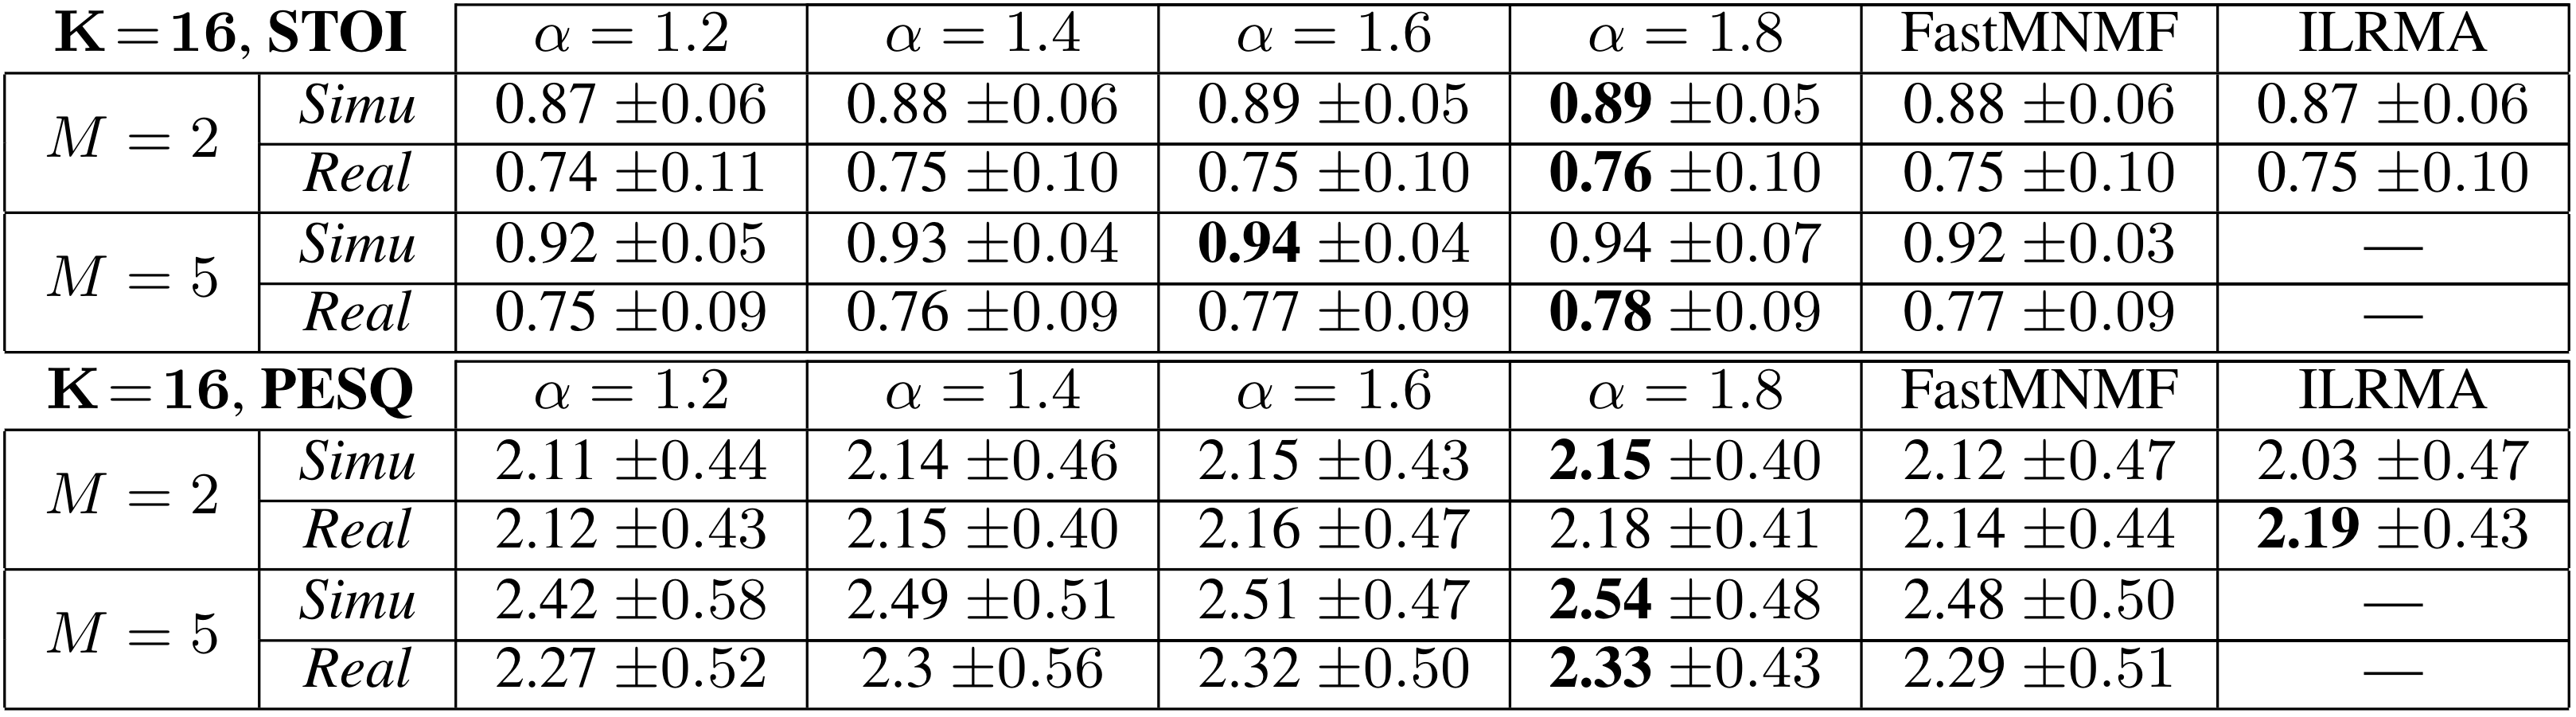 K = 16, STOI α = 1.2 α = 1.4 α = 1.6 α = 1.8 FastMNMF ILRMA
M = 2 Simu 0.87 ±0.06 0.88 ±0.06 0.89 ±0.05 0.89 ±0.05 0.88 ±0.06 0.87 ±0.06
Real 0.74 ±0.11 0.75 ±0.10 0.75 ±0.10 0.76 ±0.10 0.75 ±0.10 0.75 ±0.10
M = 5 Simu 0.92 ±0.05 0.93 ±0.04 0.94 ±0.04 0.94 ±0.07 0.92 ±0.03 —
Real 0.75 ±0.09 0.76 ±0.09 0.77 ±0.09 0.78 ±0.09 0.77 ±0.09 —
K = 16, PESQ α = 1.2 α = 1.4 α = 1.6 α = 1.8 FastMNMF ILRMA
M = 2 Simu 2.11 ±0.44 2.14 ±0.46 2.15 ±0.43 2.15 ±0.40 2.12 ±0.47 2.03 ±0.47
Real 2.12 ±0.43 2.15 ±0.40 2.16 ±0.47 2.18 ±0.41 2.14 ±0.44 2.19 ±0.43
M = 5 Simu 2.42 ±0.58 2.49 ±0.51 2.51 ±0.47 2.54 ±0.48 2.48 ±0.50 —
Real 2.27 ±0.52 2.3 ±0.56 2.32 ±0.50 2.33 ±0.43 2.29 ±0.51 —